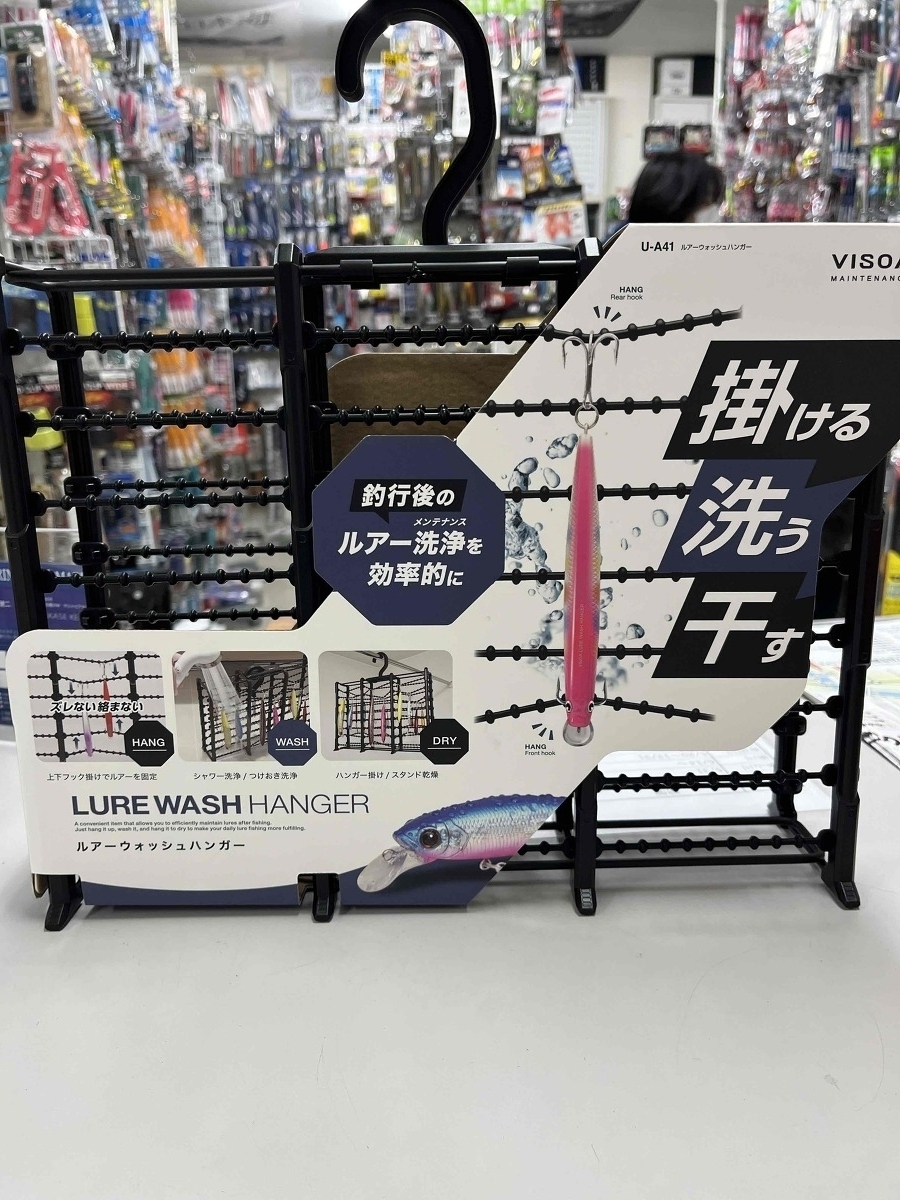 U-A41 ルアーウォッシュハンガー
VISOA
MAINTENANC
HANG
Rear hook
掛ける
洗う
干す
釣行後の
メンテナンス
ルアー洗浄を
効率的に
ズレない絡まない
HANG
WASH
DRY
上下フック掛けでルアーを固定
シャワー洗浄 / つけおき洗浄
ハンガー掛け / スタンド乾燥
HANG
Front hook
LURE WASH HANGER
A convenient item that allows you to efficiently maintain lures after fishing.
Just hang it up, wash it, and hang it to dry to make your daily lure fishing more fulfilling.
ルアーウォッシュハンガー